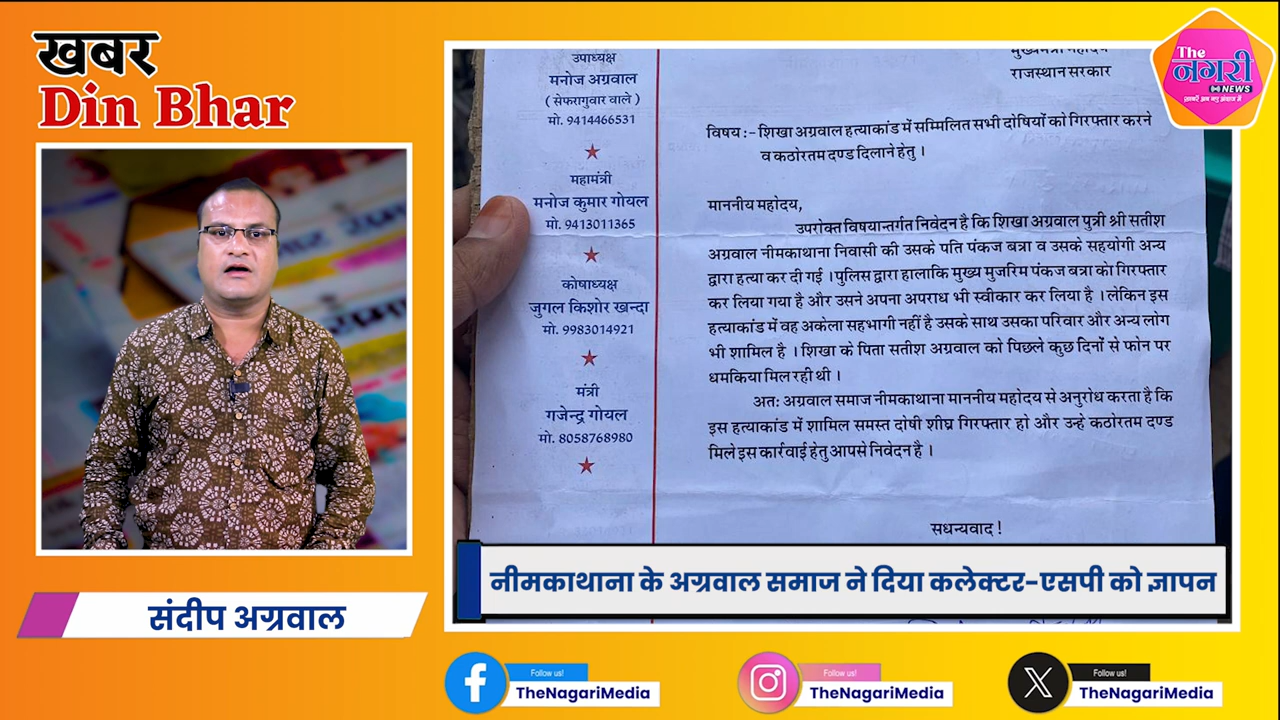 खबर
Din Bhar
The
नगरी
NEWS
उपाध्यक्ष
मनोज अग्रवाल
( सेफरागुवार वाले )
मो. 9414466531
महामंत्री
मनोज कुमार गोयल
मो. 9413011365
कोषाध्यक्ष
जुगल किशोर खन्डा
मो. 9983014921
मंत्री
गजेन्द्र गोयल
मो. 8058768980
राजस्थान सरकार
विषय :- शिखा अग्रवाल हत्याकांड में सम्मिलित सभी दोषियों को गिरफ्तार करने
व कठोरतम दण्ड दिलाने हेतु ।
माननीय महोदय,
उपरोक्त विषयान्तर्गत निवेदन है कि शिखा अग्रवाल पुत्री श्री सतीश
अग्रवाल नीमकाथाना निवासी की उसके पति पंकज बत्रा व उसके सहयोगी अन्य
द्वारा हत्या कर दी गई । पुलिस द्वारा हालाकि मुख्य मुजरिम पंकज बत्रा को गिरफ्तार
कर लिया गया है और उसने अपना अपराध भी स्वीकार कर लिया है । लेकिन इस
हत्याकांड में वह अकेला सहभागी नहीं है उसके साथ उसका परिवार और अन्य लोग
भी शामिल है । शिखा के पिता सतीश अग्रवाल को पिछले कुछ दिनों से फोन पर
धमकिया मिल रही थी ।
अतः अग्रवाल समाज नीमकाथाना माननीय महोदय से अनुरोध करता है कि
इस हत्याकांड में शामिल समस्त दोषी शीघ्र गिरफ्तार हो और उन्हे कठोरतम दण्ड
मिले इस कार्रवाई हेतु आपसे निवेदन है ।
सधन्यवाद !
नीमकाथाना के अग्रवाल समाज ने दिया कलेक्टर-एसपी को ज्ञापन
संदीप अग्रवाल
Follow us!
TheNagariMedia
Follow us!
TheNagariMedia
Follow us!
TheNagariMedia